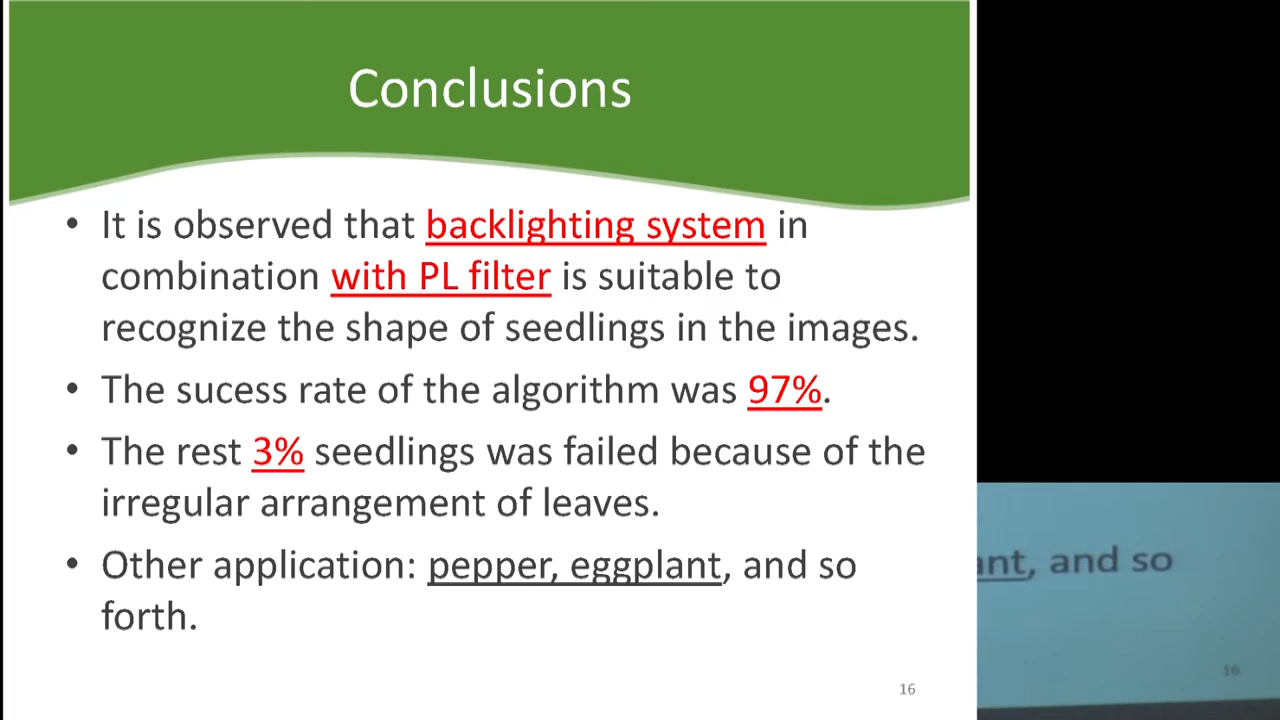 Conclusions
• It is observed that backlighting system in
combination with PL filter is suitable to
recognize the shape of seedlings in the images.
• The sucess rate of the algorithm was 97%.
• The rest 3% seedlings was failed because of the
irregular arrangement of leaves.
• Other application: pepper, eggplant, and so
forth.
16
ant, and so
16